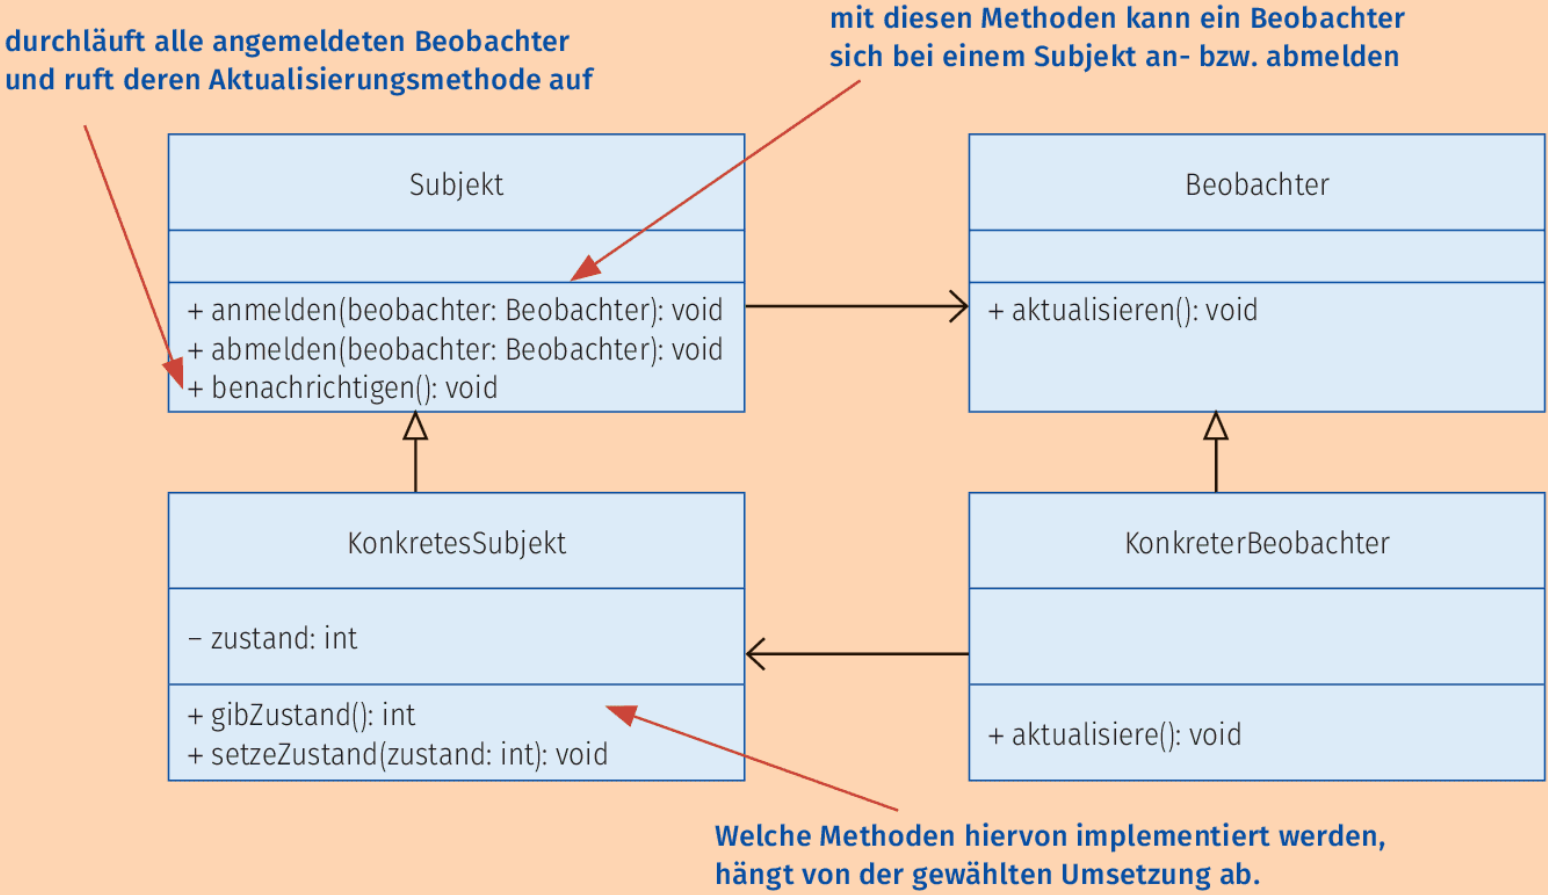 durchläuft alle angemeldeten Beobachter
und ruft deren Aktualisierungsmethode auf
mit diesen Methoden kann ein Beobachter
sich bei einem Subjekt an- bzw. abmelden
Subjekt
+ anmelden(beobachter: Beobachter): void
+ abmelden(beobachter: Beobachter): void
+ benachrichtigen(): void
Beobachter
+ aktualisieren(): void
KonkretesSubjekt
– zustand: int
+ gibZustand(): int
+ setzeZustand(zustand: int): void
KonkreterBeobachter
+ aktualisiere(): void
Welche Methoden hiervon implementiert werden,
hängt von der gewählten Umsetzung ab.